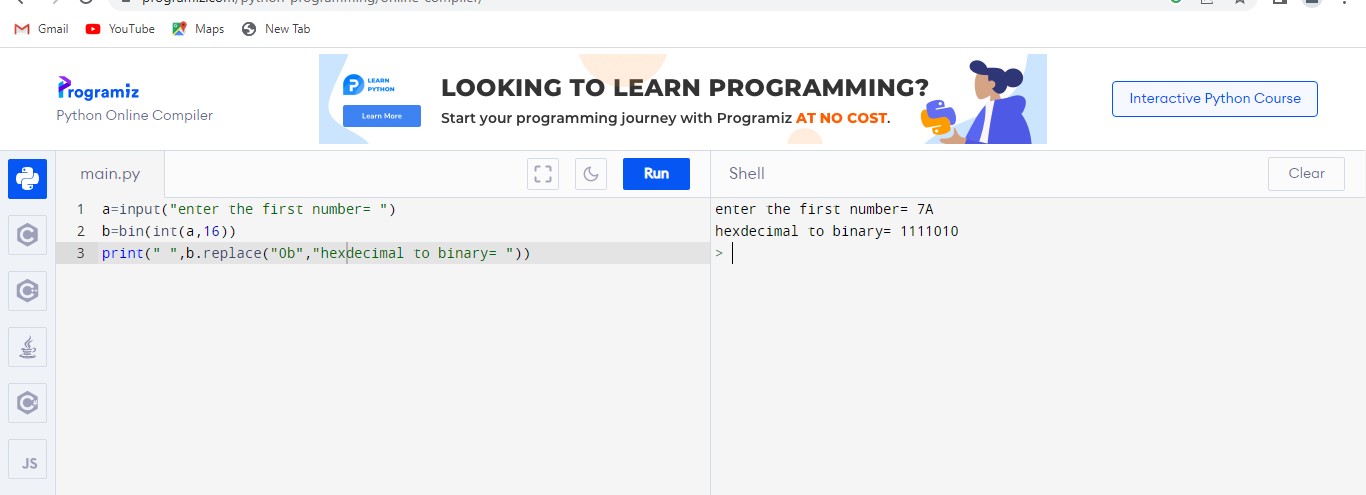 programiz.com/python-programming/online-compiler/
Gmail YouTube Maps New Tab
Programiz
Python Online Compiler
LEARN
PYTHON
Learn More
LOOKING TO LEARN PROGRAMMING?
Start your programming journey with Programiz AT NO COST.
Interactive Python Course
main.py
Run
Shell
Clear
1 a=input("enter the first number= ")
2 b=bin(int(a,16))
3 print(" ",b.replace("0b","hexdecimal to binary= "))
enter the first number= 7A
hexdecimal to binary= 1111010
>
JS